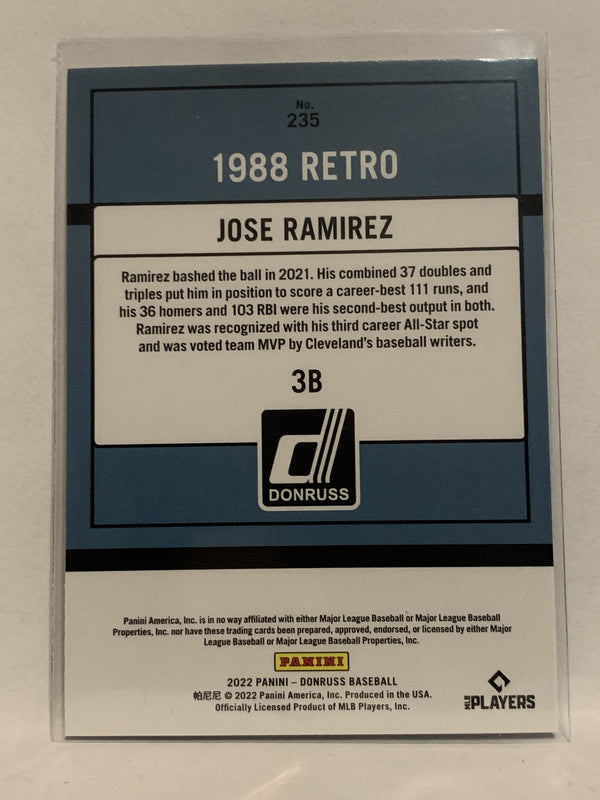 No.
235
1988 RETRO
JOSE RAMIREZ
Ramirez bashed the ball in 2021. His combined 37 doubles and
triples put him in position to score a career-best 111 runs, and
his 36 homers and 103 RBI were his second-best output in both.
Ramirez was recognized with his third career All-Star spot
and was voted team MVP by Cleveland's baseball writers.
3B
d
DONRUSS
Panini America, Inc. is in no way affiliated with either Major League Baseball or Major League Baseball
Properties, Inc. nor have these trading cards been prepared, approved, endorsed, or licensed by either Major
League Baseball or Major League Baseball Properties, Inc.
PANINI
2022 PANINI – DONRUSS BASEBALL
帕尼尼 © 2022 Panini America, Inc. Produced in the USA.
Officially Licensed Product of MLB Players, Inc.
MLB PLAYERS